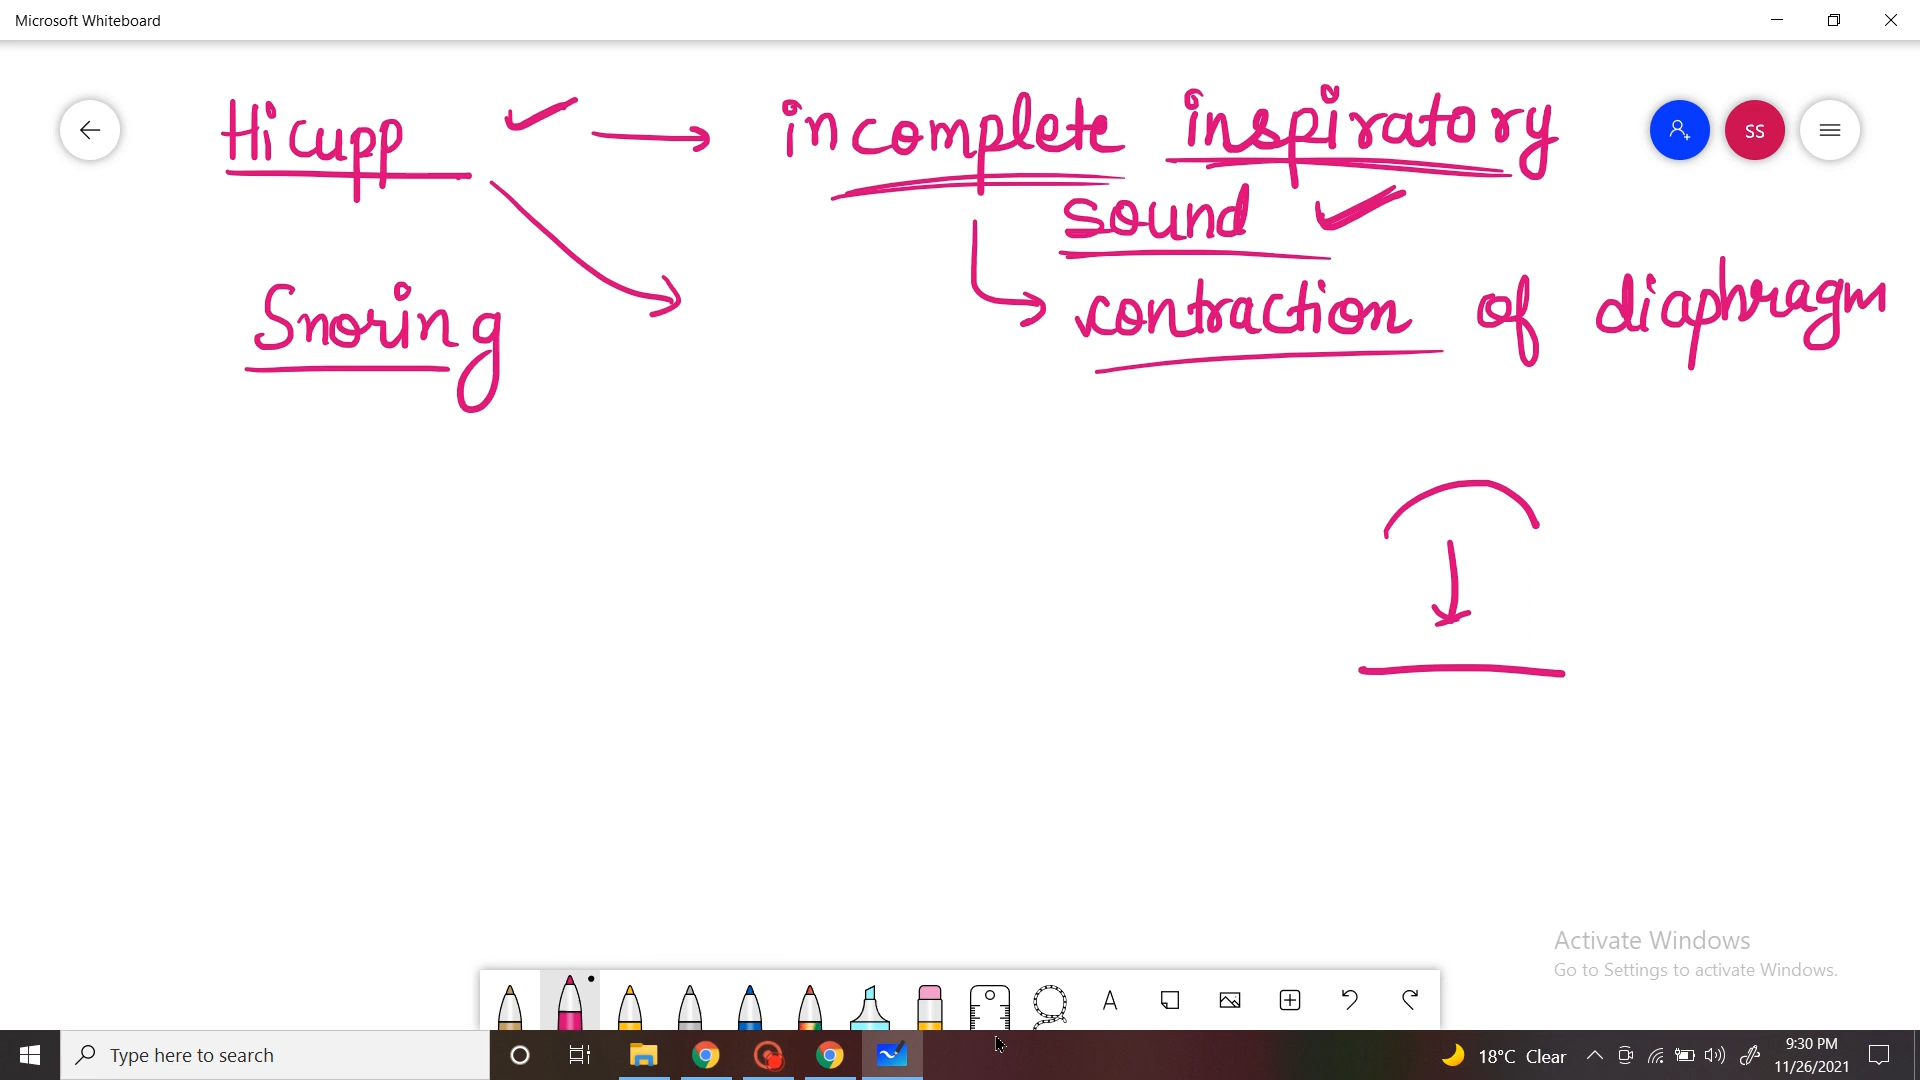 Microsoft Whiteboard
Hicupp → incomplete inspiratory
sound
SS
Snoring
contraction of diaphragm
Activate Windows
Go to Settings to activate Windows.
A
Type here to search
18°C Clear
9:30 PM
11/26/2021